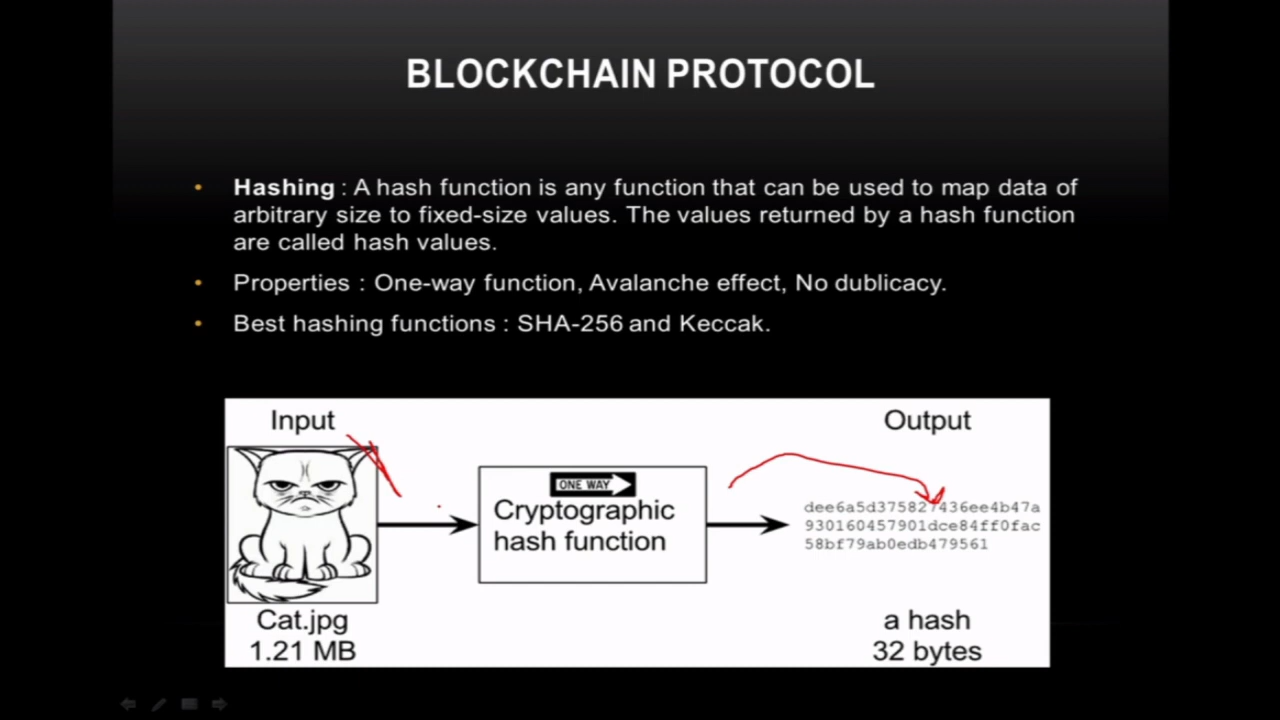 BLOCKCHAIN PROTOCOL
• Hashing : A hash function is any function that can be used to map data of
arbitrary size to fixed-size values. The values returned by a hash function
are called hash values.
• Properties : One-way function, Avalanche effect, No dublicacy.
• Best hashing functions : SHA-256 and Keccak.
Input
Output
ONE WAY
Cryptographic
hash function
dee6a5d375827436ee4b47a
930160457901dce84ff0fac
58bf79ab0edb479561
Cat.jpg
1.21 MB
a hash
32 bytes